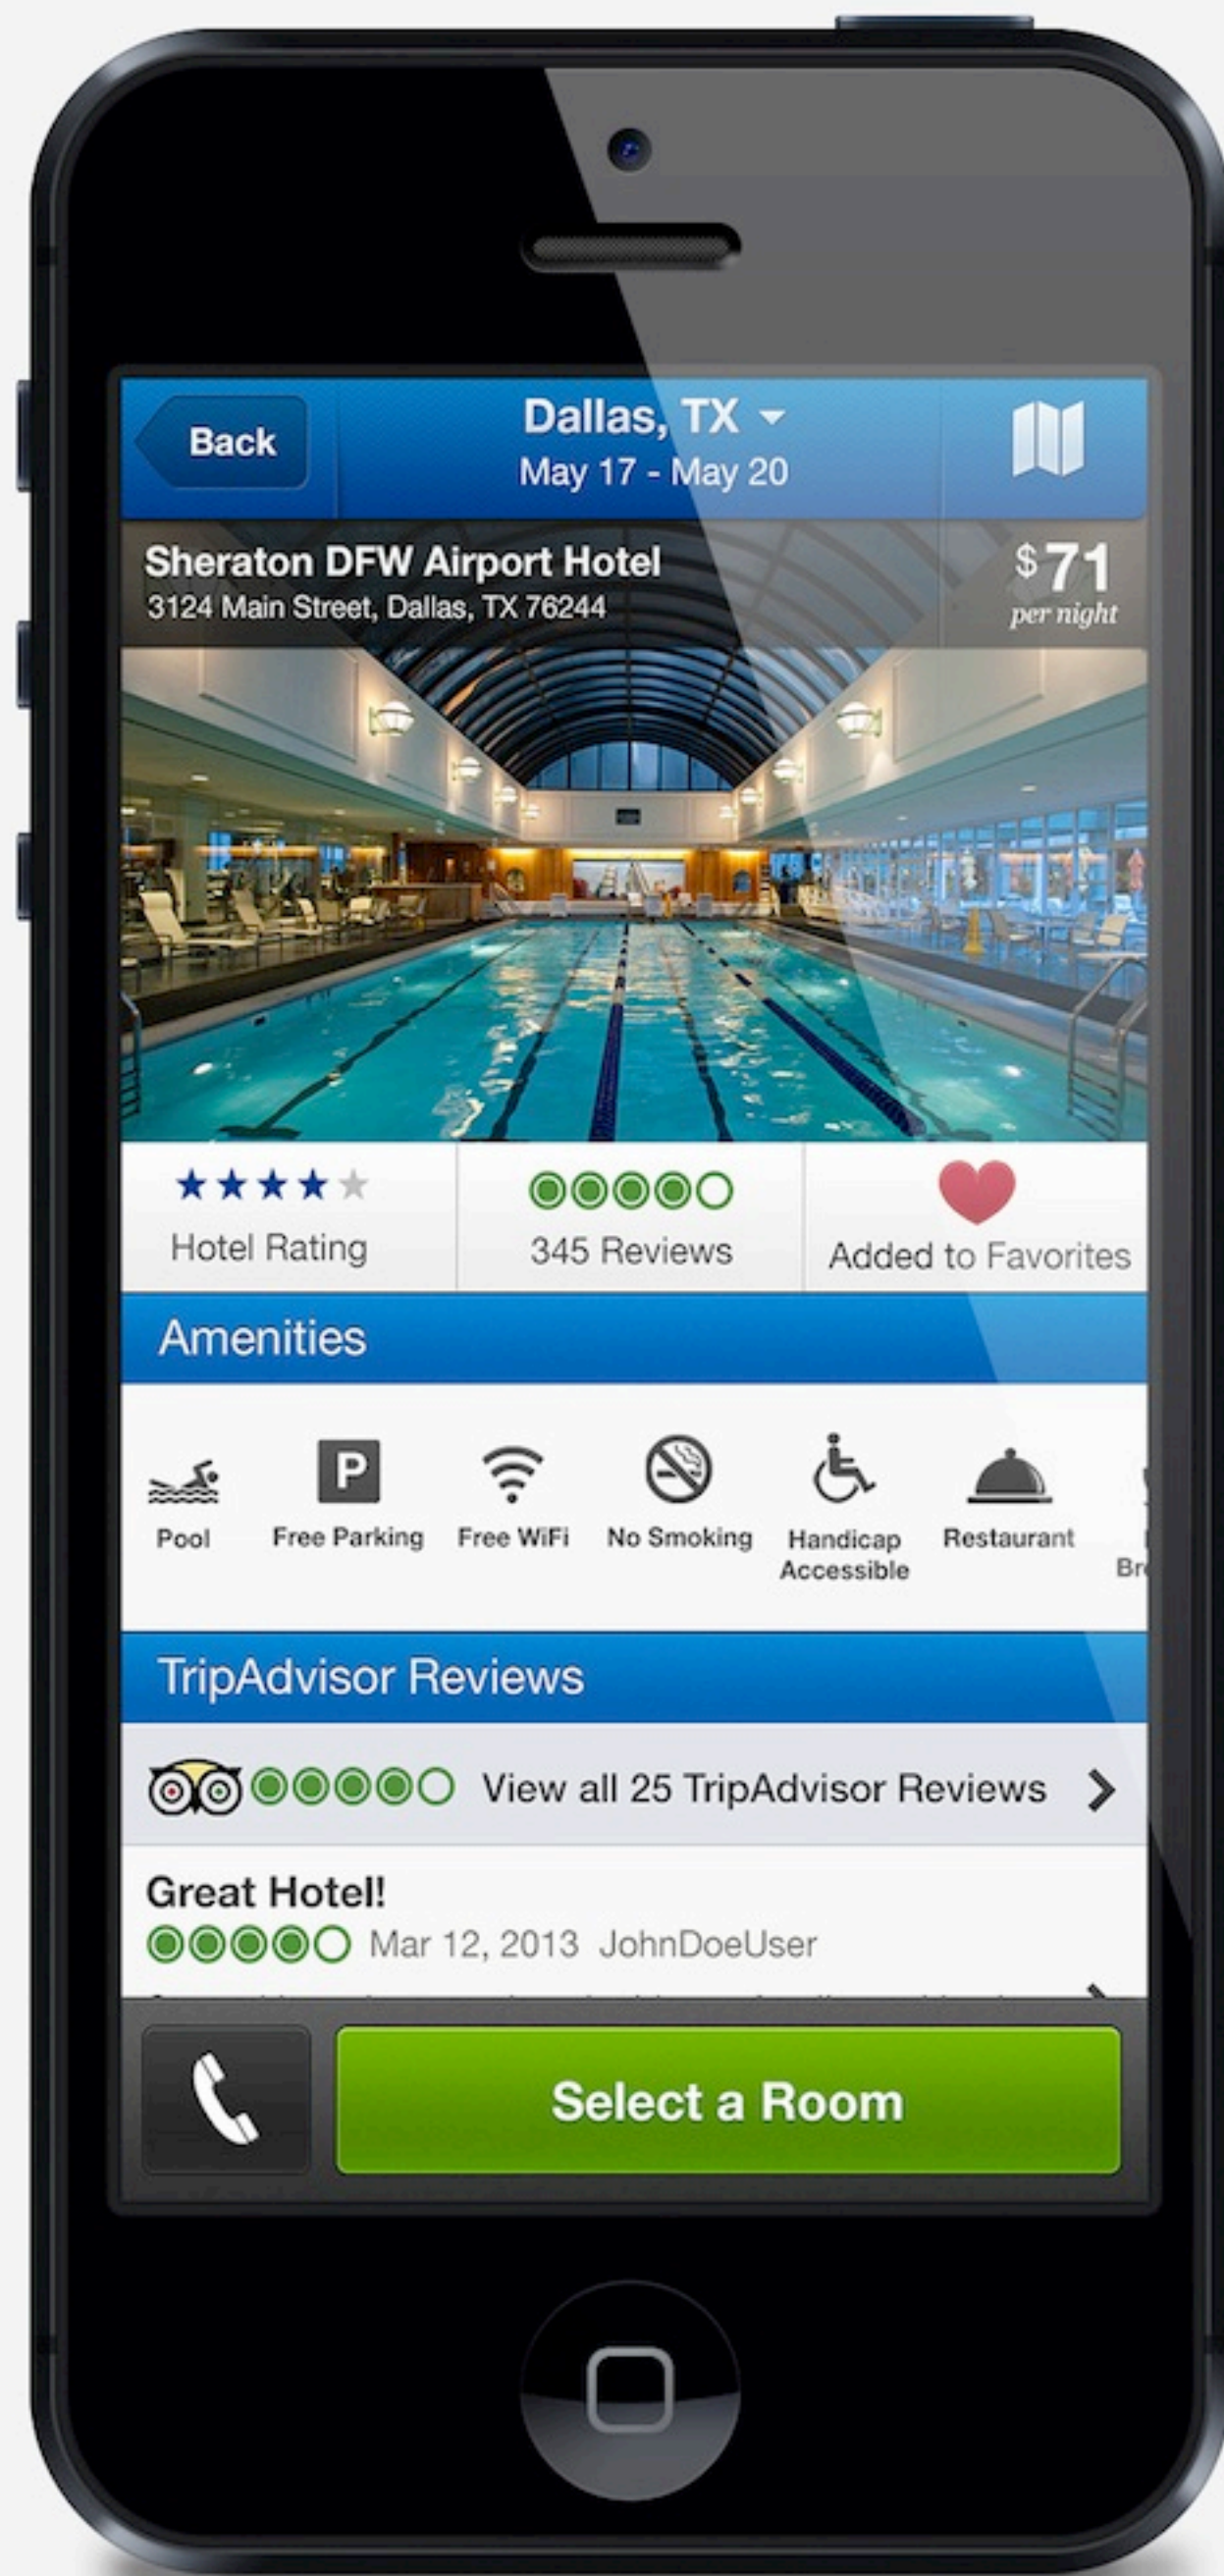 Back
Dallas, TX
May 17 - May 20
Sheraton DFW Airport Hotel
3124 Main Street, Dallas, TX 76244
$71
per night
Hotel Rating
345 Reviews
Added to Favorites
Amenities
P
Pool
Free Parking
Free WiFi
No Smoking
Handicap
Accessible
Restaurant
TripAdvisor Reviews
View all 25 TripAdvisor Reviews
Great Hotel!
Mar 12, 2013 JohnDoeUser
Select a Room